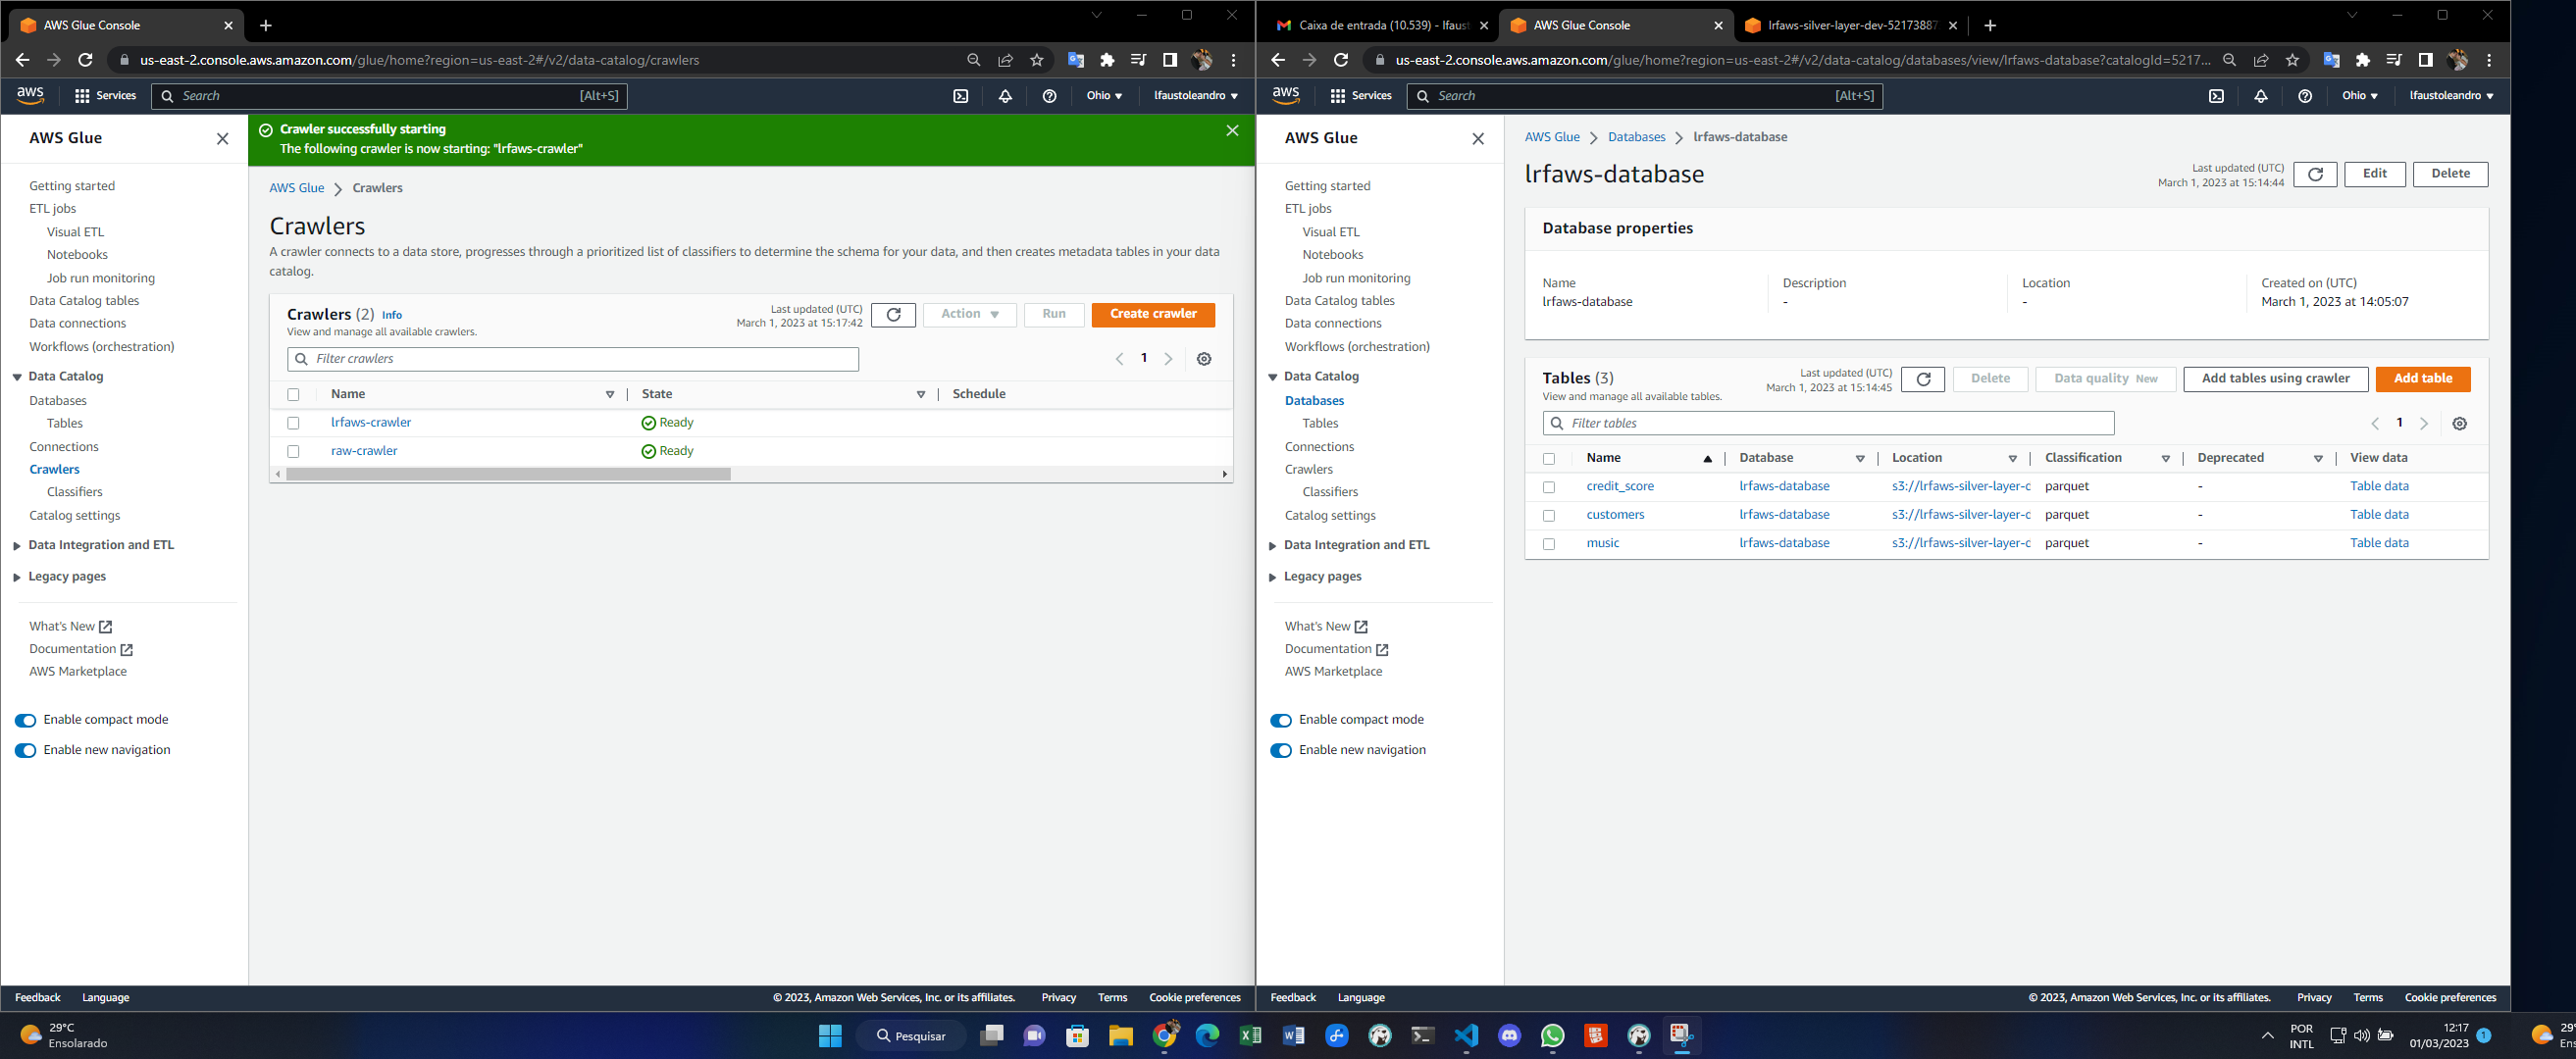 AWS Glue Console
us-east-2.console.aws.amazon.com/glue/home?region=us-east-2#/v2/data-catalog/crawlers
aws Services Search [Alt+S] Ohio lfaustoleandro
AWS Glue
Getting started
ETL jobs
Visual ETL
Notebooks
Job run monitoring
Data Catalog tables
Data connections
Workflows (orchestration)
Data Catalog
Databases
Tables
Connections
Crawlers
Classifiers
Catalog settings
Data Integration and ETL
Legacy pages
What's New
Documentation
AWS Marketplace
Enable compact mode
Enable new navigation
Crawler successfully starting
The following crawler is now starting: "lrfaws-crawler"
AWS Glue Crawlers
Crawlers
A crawler connects to a data store, progresses through a prioritized list of classifiers to determine the schema for your data, and then creates metadata tables in your data
catalog.
Crawlers (2) Info
View and manage all available crawlers.
Last updated (UTC)
March 1, 2023 at 15:17:42
Action Run Create crawler
Filter crawlers
1
Name State Schedule
lrfaws-crawler Ready
raw-crawler Ready
Feedback Language © 2023, Amazon Web Services, Inc. or its affiliates. Privacy Terms Cookie preferences
Caixa de entrada (10.539) - lfaust AWS Glue Console lrfaws-silver-layer-dev-52173887
us-east-2.console.aws.amazon.com/glue/home?region=us-east-2#/v2/data-catalog/databases/view/lrfaws-database?catalogId=5217...
aws Services Search [Alt+S] Ohio lfaustoleandro
AWS Glue
Getting started
ETL jobs
Visual ETL
Notebooks
Job run monitoring
Data Catalog tables
Data connections
Workflows (orchestration)
Data Catalog
Databases
Tables
Connections
Crawlers
Classifiers
Catalog settings
Data Integration and ETL
Legacy pages
What's New
Documentation
AWS Marketplace
Enable compact mode
Enable new navigation
AWS Glue Databases lrfaws-database
lrfaws-database
Last updated (UTC)
March 1, 2023 at 15:14:44
Edit Delete
Database properties
Name Description Location Created on (UTC)
lrfaws-database - - March 1, 2023 at 14:05:07
Tables (3)
View and manage all available tables.
Last updated (UTC)
March 1, 2023 at 15:14:45
Delete Data quality New Add tables using crawler Add table
Filter tables
1
Name Database Location Classification Deprecated View data
credit_score lrfaws-database s3://lrfaws-silver-layer-d parquet - Table data
customers lrfaws-database s3://lrfaws-silver-layer-d parquet - Table data
music lrfaws-database s3://lrfaws-silver-layer-d parquet - Table data
Feedback Language © 2023, Amazon Web Services, Inc. or its affiliates. Privacy Terms Cookie preferences
29°C
Ensolarado
Pesquisar
POR
INTL
12:17
01/03/2023
1
29°
Ens